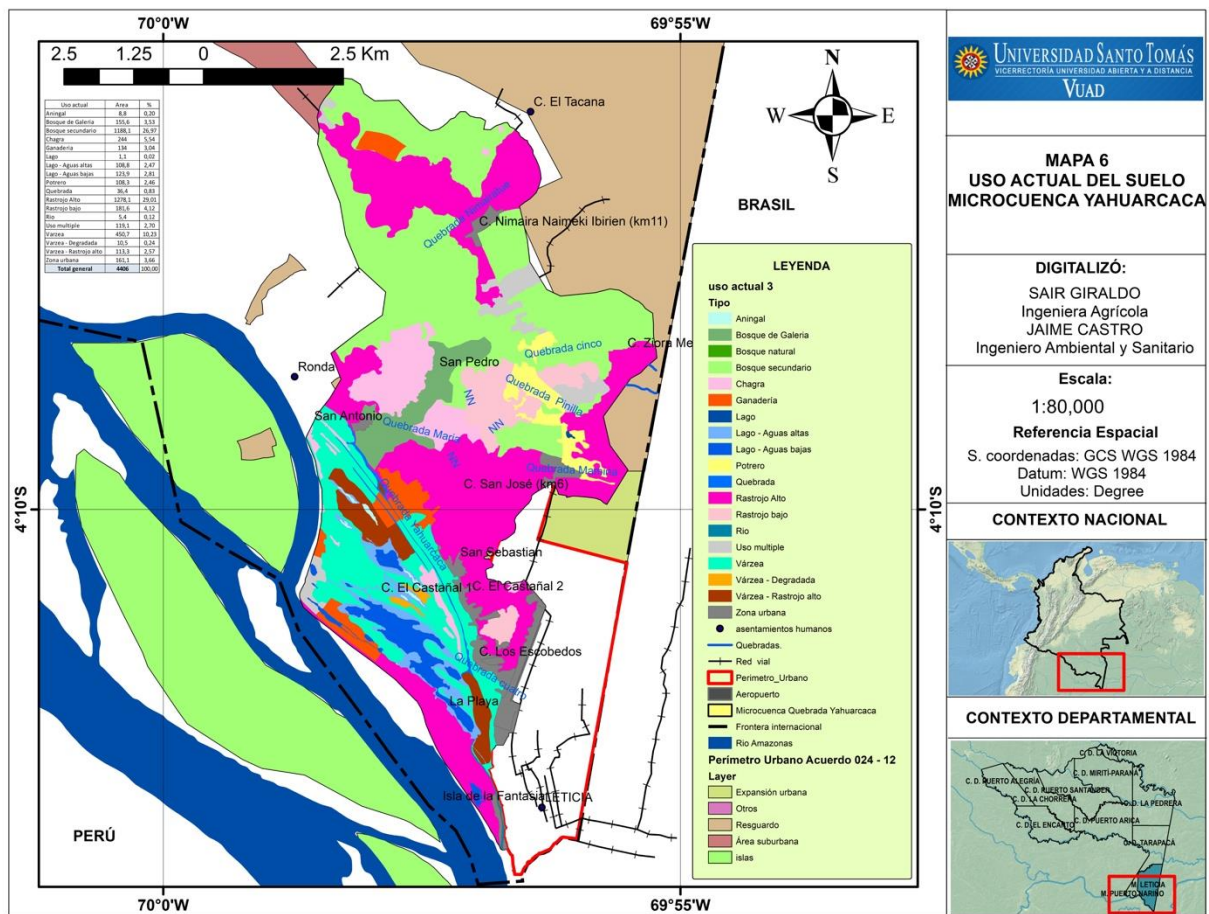 70°0'W
69°55'W
2.5 1.25 0 2.5 Km
Uso actual Area %
Aningal 8,8 0,20
Bosque de Galeria 155,6 3,53
Bosque secundario 1188,1 26,97
Chagra 244 5,54
Ganaderia 134 3,04
Lago 1,1 0,02
Lago - Aguas altas 108,8 2,47
Lago - Aguas bajas 123,9 2,81
Potrero 108,3 2,46
Quebrada 36,4 0,83
Rastrojo Alto 1278,1 29,01
Rastrojo bajo 181,6 4,12
Rio 5,4 0,12
Uso multiple 119,1 2,70
Varzea 450,7 10,23
Varzea - Degradada 10,5 0,24
Varzea - Rastrojo alto 113,3 2,57
Zona urbana 161,1 3,66
Total general 4406 100,00
N
W E
S
C. El Tacana
BRASIL
C. Nimaira Naimeki Ibirien (km11)
C. Ziora Me
Quebrada cinco
San Pedro
Ronda
Quebrada Pinilla
NN
NN
San Antonio
Quebrada Maria
NN
C. San José (km6)
Quebrada Yahuarcaca
San Sebastian
C. El Castañal 1
C. El Castañal 2
C. Los Escobedos
Quebrada cuatro
La Playa
Isla de la Fantasia
LETICIA
PERÚ
4°10'S
4°10'S
70°0'W
69°55'W
LEYENDA
uso actual 3
Tipo
Aningal
Bosque de Galeria
Bosque natural
Bosque secundario
Chagra
Ganadería
Lago
Lago - Aguas altas
Lago - Aguas bajas
Potrero
Quebrada
Rastrojo Alto
Rastrojo bajo
Rio
Uso multiple
Várzea
Várzea - Degradada
Várzea - Rastrojo alto
Zona urbana
asentamientos humanos
Quebradas.
Red vial
Perimetro_Urbano
Aeropuerto
Microcuenca Quebrada Yahuarcaca
Frontera internacional
Rio Amazonas
Perimetro Urbano Acuerdo 024 - 12
Layer
Expansión urbana
Otros
Resguardo
Área suburbana
islas
UNIVERSIDAD SANTO TOMÁS
VICERRECTORÍA UNIVERSIDAD ABIERTA Y A DISTANCIA
VUAD
MAPA 6
USO ACTUAL DEL SUELO
MICROCUENCA YAHUARCACA
DIGITALIZÓ:
SAIR GIRALDO
Ingeniera Agrícola
JAIME CASTRO
Ingeniero Ambiental y Sanitario
Escala:
1:80,000
Referencia Espacial
S. coordenadas: GCS WGS 1984
Datum: WGS 1984
Unidades: Degree
CONTEXTO NACIONAL
CONTEXTO DEPARTAMENTAL
C. D. LA VICTORIA
C. D. MIRITÍ-PARANÁ
C. D. PUERTO ALEGRÍA
C. D. PUERTO SANTANDER
C. D. LA CHORRERA
C. D. LA PEDRERA
C. D. PUERTO ARICA
C. D. EL ENCANTO
C. D. TARAPACÁ
M. LETICIA
M. PUERTO NARIÑO